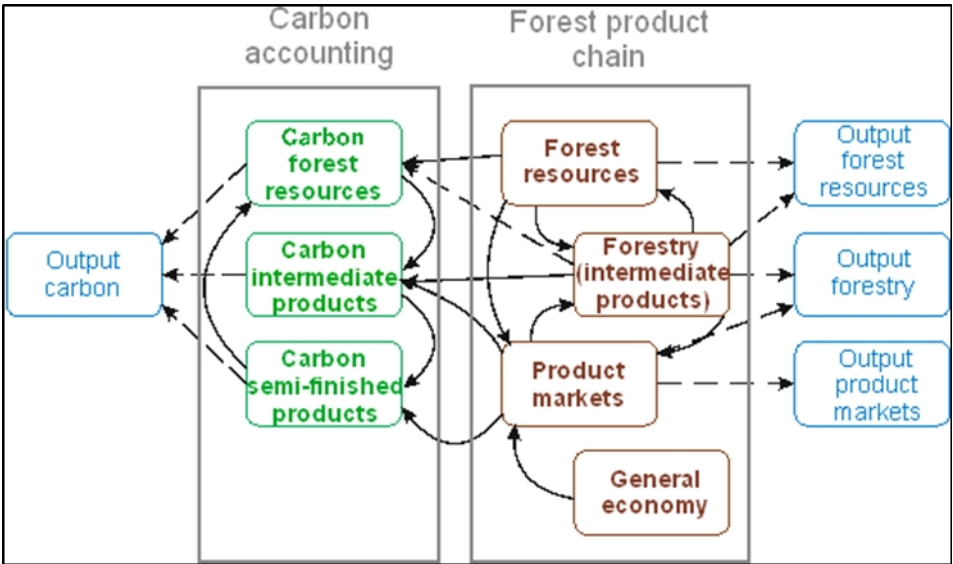 Carbon
accounting
Forest product
chain
Carbon
forest
resources
Forest
resources
Output
forest
resources
Output
carbon
Carbon
intermediate
products
Forestry
(intermediate
products)
Output
forestry
Carbon
semi-finished
products
Product
markets
Output
product
markets
General
economy